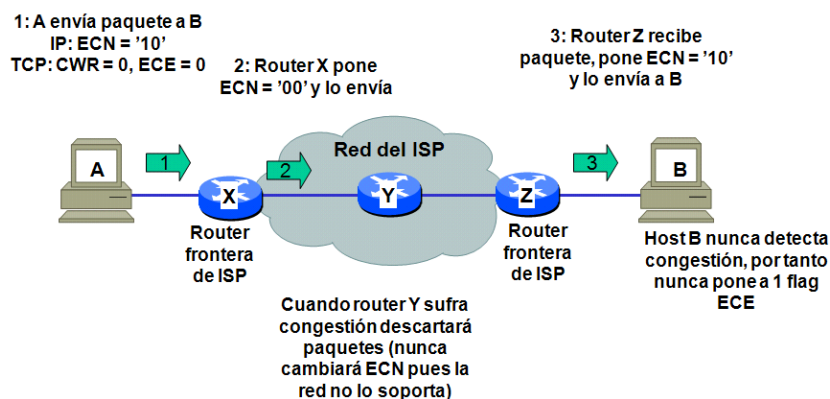 1: A envía paquete a B
IP: ECN = '10'
TCP: CWR = 0, ECE = 0
2: Router X pone
ECN = '00' y lo envía
3: Router Z recibe
paquete, pone ECN = '10'
y lo envía a B
A
1
X
2
Red del ISP
Y
Z
3
B
Router
frontera
de ISP
Router
frontera
de ISP
Host B nunca detecta
congestión, por tanto
nunca pone a 1 flag
ECE
Cuando router Y sufra
congestión descartará
paquetes (nunca
cambiará ECN pues la
red no lo soporta)